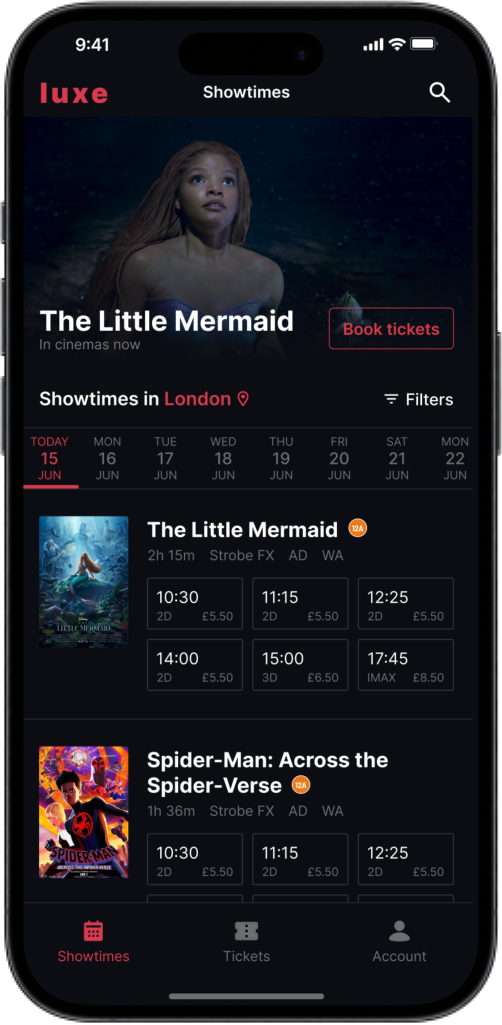 9:41
luxe
Showtimes
The Little Mermaid
In cinemas now
Book tickets
Showtimes in London
Filters
TODAY MON TUE WED THU FRI SAT MON
15 16 17 18 19 20 21 22
JUN JUN JUN JUN JUN JUN JUN JUN
The Little Mermaid 12A
2h 15m Strobe FX AD WA
10:30 11:15 12:25
2D £5.50 2D £5.50 2D £5.50
14:00 15:00 17:45
2D £5.50 3D £6.50 IMAX £8.50
Disney
THE LITTLE MERMAID
Spider-Man: Across the
Spider-Verse 12A
1h 36m Strobe FX AD WA
10:30 11:15 12:25
2D £5.50 2D £5.50 2D £5.50
SPIDER-MAN
ACROSS THE SPIDER-VERSE
Showtimes Tickets Account